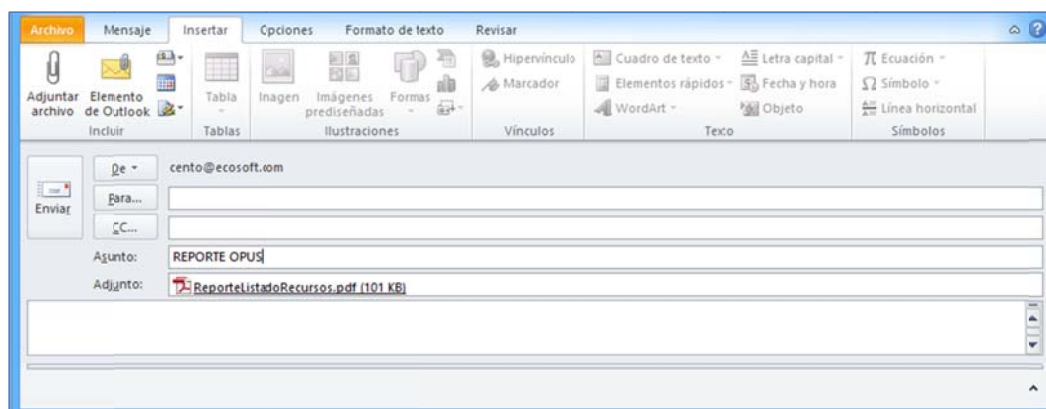 Archivo Mensaje Insertar Opciones Formato de texto Revisar
Adjuntar archivo
Elemento de Outlook
Incluir
Tabla
Tablas
Imagen
Imágenes prediseñadas
Formas
Ilustraciones
Hipervínculo
Marcador
Vínculos
Cuadro de texto
Elementos rápidos
WordArt
Letra capital
Fecha y hora
Objeto
Texto
π Ecuación
Ω Símbolo
Línea horizontal
Símbolos
Enviar
De
cento@ecosoft.com
Para...
CC...
Asunto: REPORTE OPUS
Adjunto: ReporteListadoRecursos.pdf (101 KB)